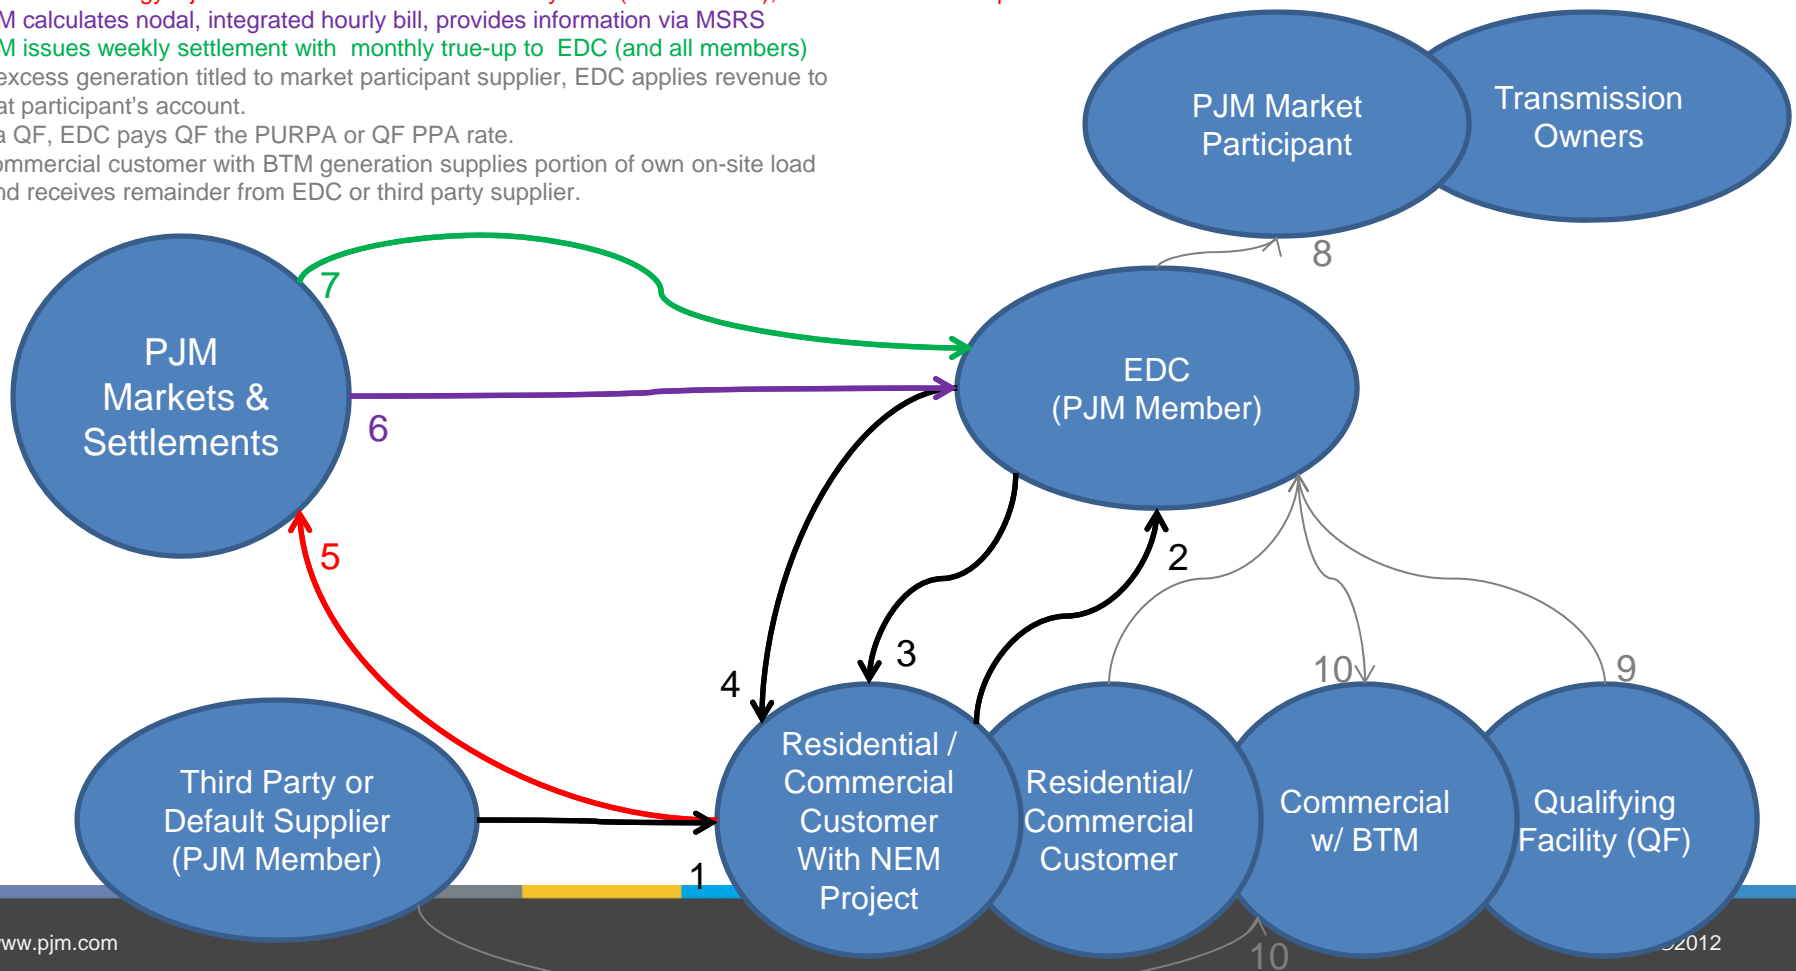 M calculates nodal, integrated hourly bill, provides information via MSRS
M issues weekly settlement with monthly true-up to EDC (and all members)
excess generation titled to market participant supplier, EDC applies revenue to
at participant's account.
a QF, EDC pays QF the PURPA or QF PPA rate.
ommercial customer with BTM generation supplies portion of own on-site load
nd receives remainder from EDC or third party supplier.
PJM Market
Participant
Transmission
Owners
8
7
PJM
Markets &
Settlements
EDC
(PJM Member)
6
5
2
3
4
10
9
Third Party or
Default Supplier
(PJM Member)
1
Residential /
Commercial
Customer
With NEM
Project
Residential/
Commercial
Customer
Commercial
w/ BTM
Qualifying
Facility (QF)
www.pjm.com
10
©2012